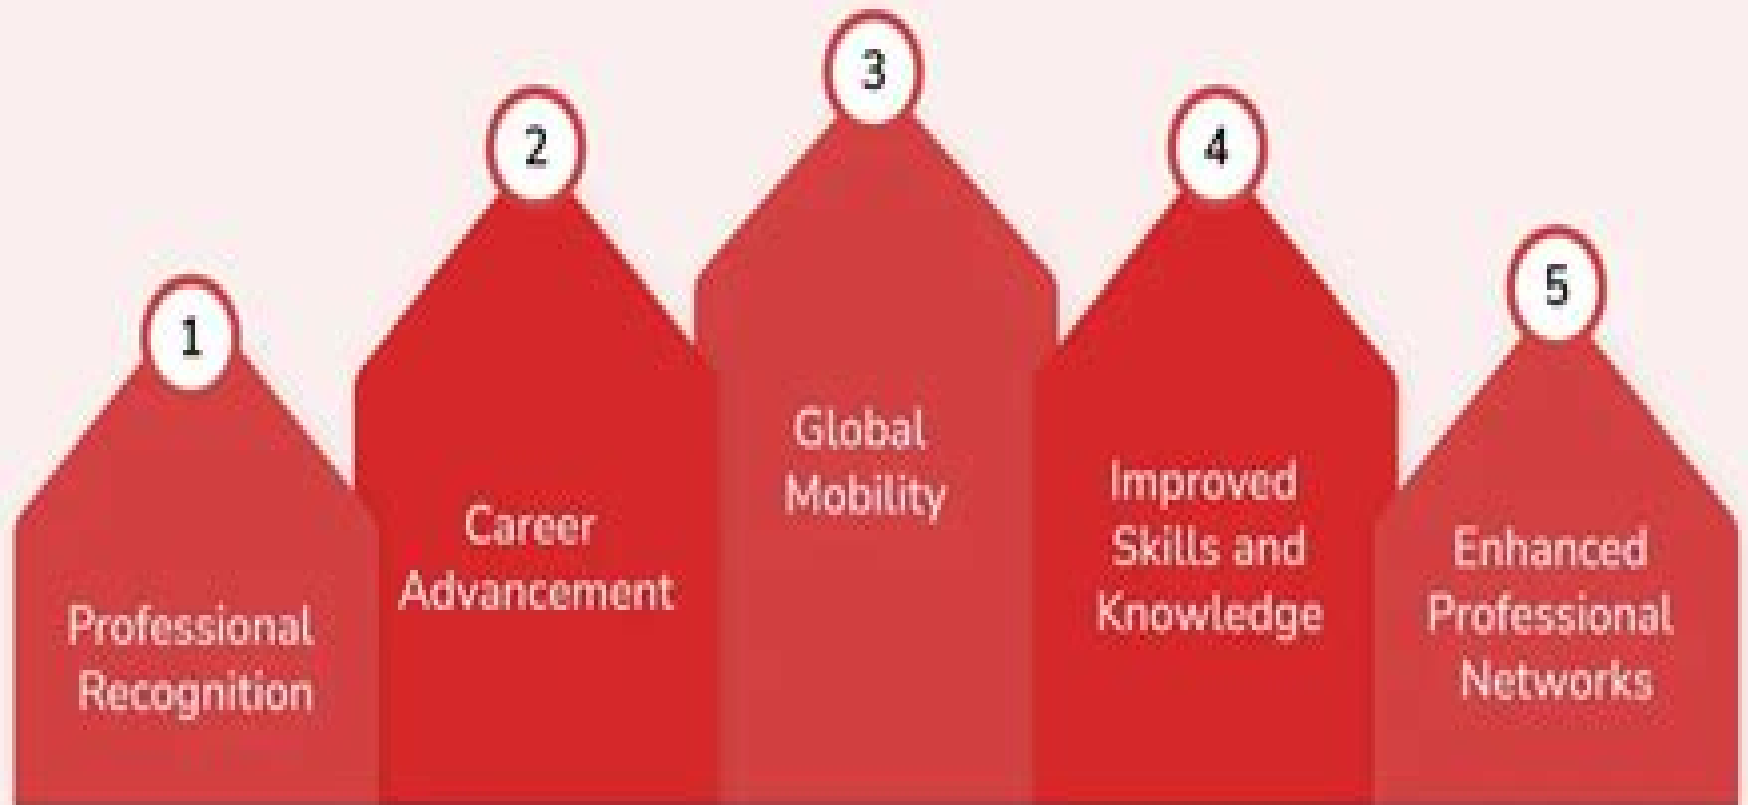 1
Professional
Recognition
2
Career
Advancement
3
Global
Mobility
4
Improved
Skills and
Knowledge
5
Enhanced
Professional
Networks